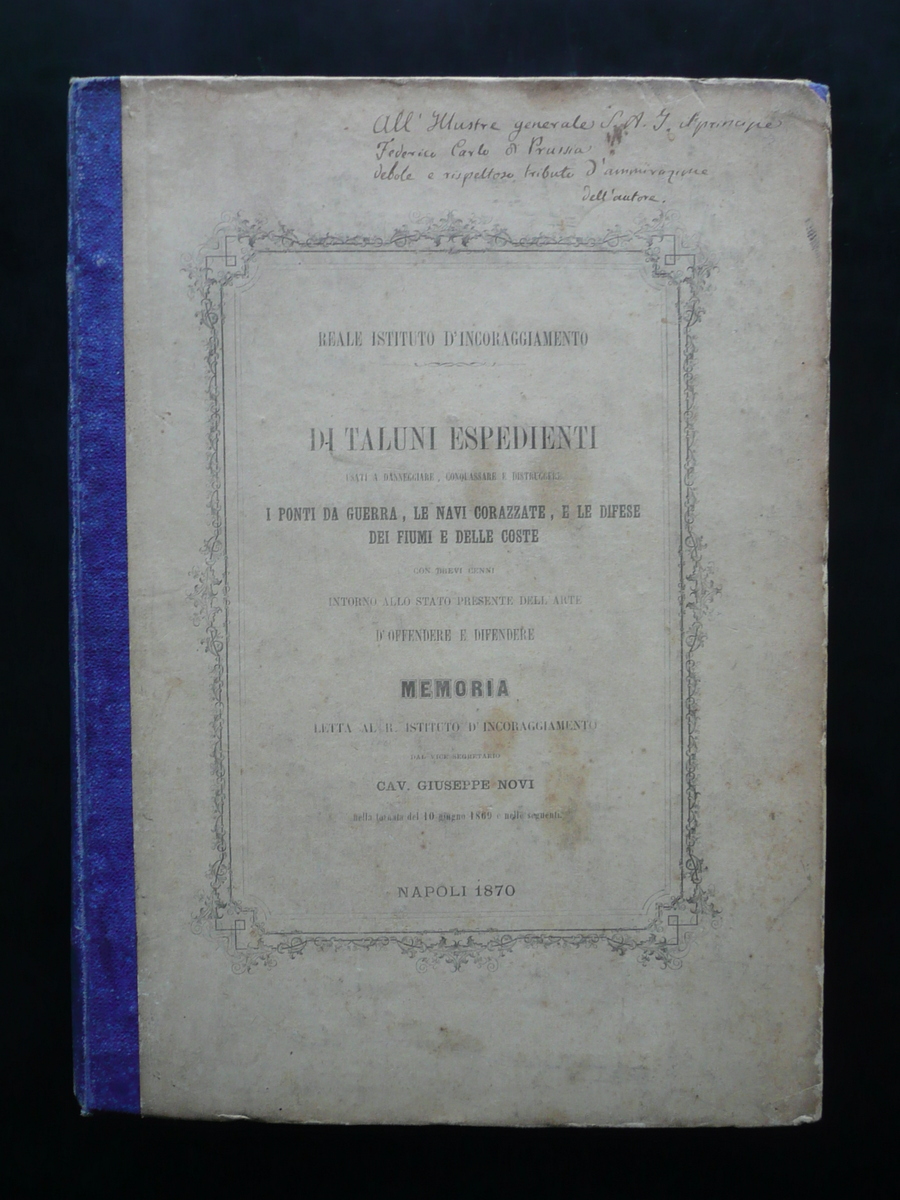 All' Illustre generale S. A. I. il principe
Federico Carlo di Prussia
debole e rispettoso tributo d'ammirazione
dell'autore.
REALE ISTITUTO D'INCORAGGIAMENTO
DI TALUNI ESPEDIENTI
USATI A DANNEGGIARE, CONQUASSARE E DISTRUGGERE
I PONTI DA GUERRA, LE NAVI CORAZZATE, E LE DIFESE
DEI FIUMI E DELLE COSTE
CON BREVI CENNI
INTORNO ALLO STATO PRESENTE DELL'ARTE
D'OFFENDERE E DIFENDERE
MEMORIA
LETTA AL R. ISTITUTO D'INCORAGGIAMENTO
DAL VICE SEGRETARIO
CAV. GIUSEPPE NOVI
nella tornata del 10 giugno 1869 e nelle seguenti.
NAPOLI 1870